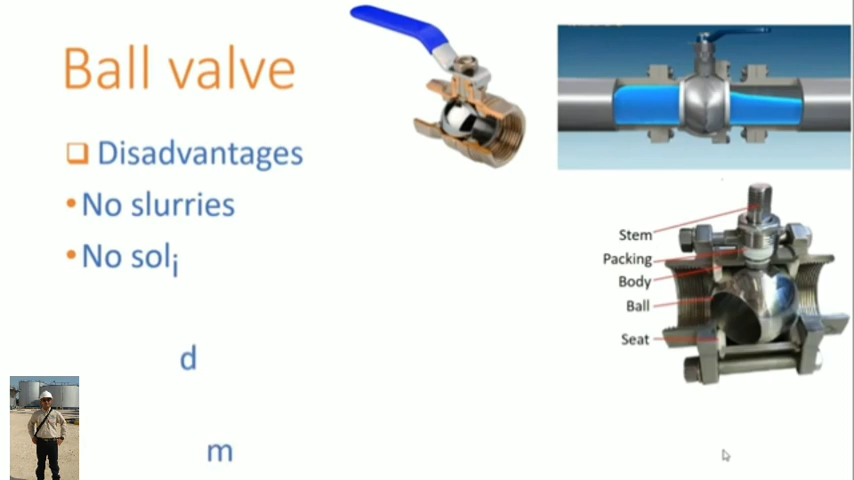 Ball valve
Disadvantages
No slurries
No soli
d
m
Stem
Packing
Body
Ball
Seat